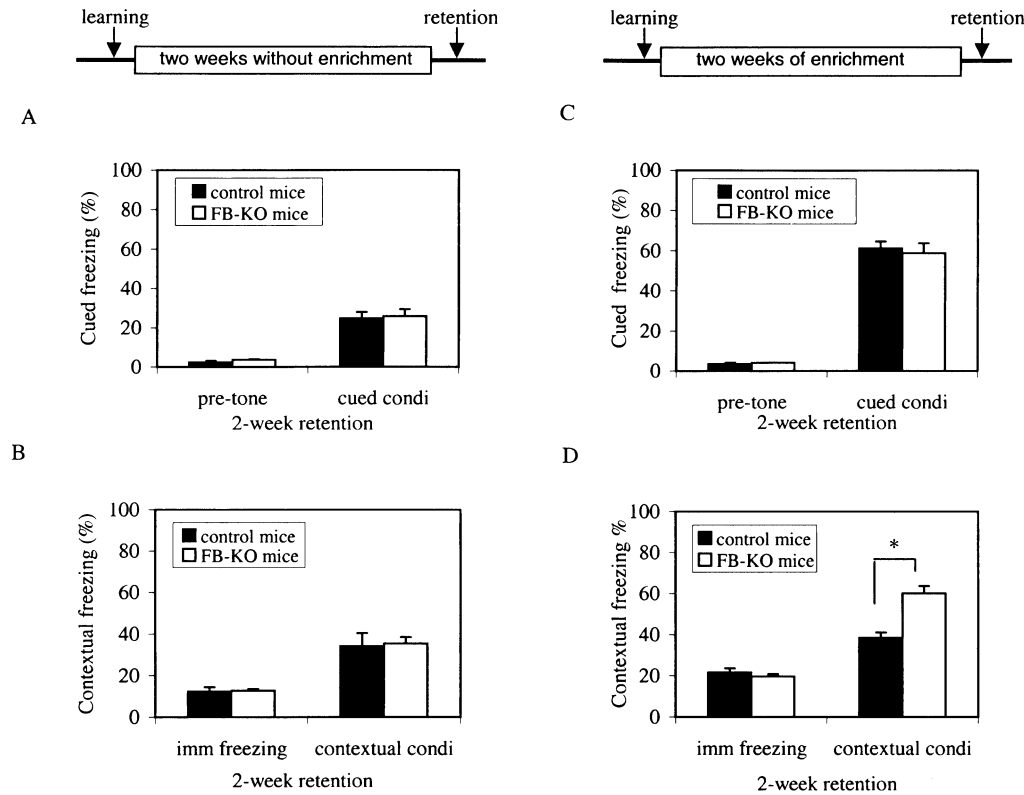 learning
retention
two weeks without enrichment
learning
retention
two weeks of enrichment
A
Cued freezing (%)
100
80
60
40
20
0
control mice
FB-KO mice
pre-tone
cued condi
2-week retention
C
Cued freezing (%)
100
80
60
40
20
0
control mice
FB-KO mice
pre-tone
cued condi
2-week retention
B
Contextual freezing (%)
100
80
60
40
20
0
control mice
FB-KO mice
imm freezing
contextual condi
2-week retention
D
Contextual freezing %
100
80
60
40
20
0
control mice
FB-KO mice
*
imm freezing
contextual condi
2-week retention